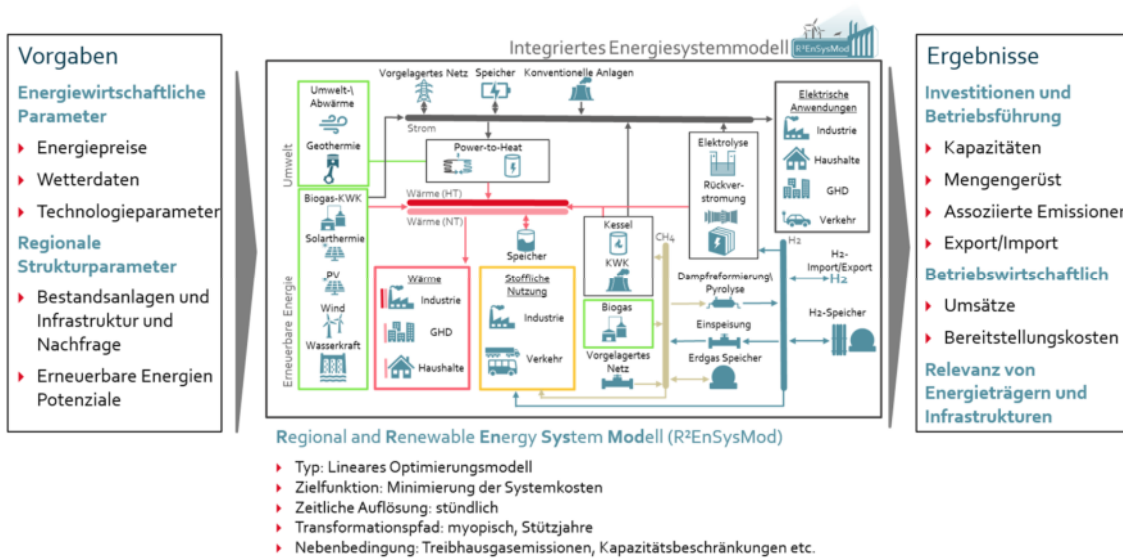 Vorgaben
Energiewirtschaftliche
Parameter
Energiepreise
Wetterdaten
Technologieparameter
Regionale
Strukturparameter
Bestandsanlagen und
Infrastruktur und
Nachfrage
Erneuerbare Energien
Potenziale
Integriertes Energiesystemmodell
R²EnSysMod
Umwelt
Erneuerbare Energie
Umwelt-\
Abwärme
Geothermie
Biogas-KWK
Solarthermie
PV
Wind
Wasserkraft
Vorgelagertes Netz
Speicher
Konventionelle Anlagen
Strom
Power-to-Heat
Wärme (HT)
Wärme (NT)
Speicher
Wärme
Industrie
GHD
Haushalte
Stoffliche
Nutzung
Industrie
Verkehr
Kessel
KWK
Biogas
Vorgelagertes
Netz
CH4
Elektrolyse
Rückver-
stromung
H2
Dampfreformierung\
Pyrolyse
Einspeisung
Erdgas Speicher
Elektrische
Anwendungen
Industrie
Haushalte
GHD
Verkehr
H2-
Import/Export
H2
H2-Speicher
Ergebnisse
Investitionen und
Betriebsführung
Kapazitäten
Mengengerüst
Assoziierte Emissionen
Export/Import
Betriebswirtschaftlich
Umsätze
Bereitstellungskosten
Relevanz von
Energieträgern und
Infrastrukturen
Regional and Renewable Energy System Modell (R²EnSysMod)
Typ: Lineares Optimierungsmodell
Zielfunktion: Minimierung der Systemkosten
Zeitliche Auflösung: stündlich
Transformationspfad: myopisch, Stützjahre
Nebenbedingung: Treibhausgasemissionen, Kapazitätsbeschränkungen etc.